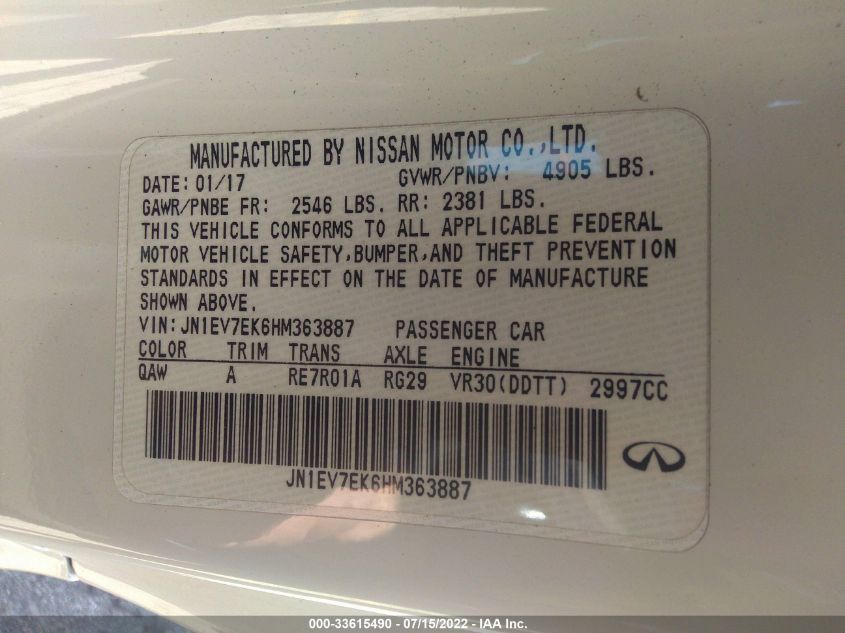 MANUFACTURED BY NISSAN MOTOR CO.,LTD.
DATE: 01/17 GVWR/PNBV: 4905 LBS.
GAWR/PNBE FR: 2546 LBS. RR: 2381 LBS.
THIS VEHICLE CONFORMS TO ALL APPLICABLE FEDERAL
MOTOR VEHICLE SAFETY,BUMPER,AND THEFT PREVENTION
STANDARDS IN EFFECT ON THE DATE OF MANUFACTURE
SHOWN ABOVE.
VIN: JN1EV7EK6HM363887 PASSENGER CAR
COLOR TRIM TRANS AXLE ENGINE
QAW A RE7R01A RG29 VR30(DDTT) 2997CC
JN1EV7EK6HM363887
000-33615490 - 07/15/2022 - IAA Inc.